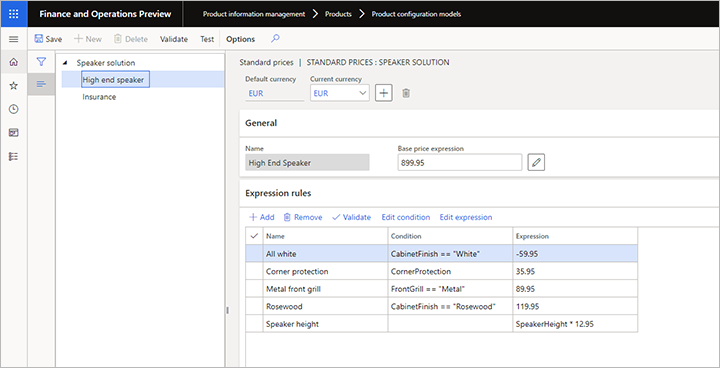 Finance and Operations Preview Product information management > Products > Product configuration models
Save New Delete Validate Test Options
Speaker solution
High end speaker
Insurance
Standard prices | STANDARD PRICES : SPEAKER SOLUTION
Default currency Current currency
EUR EUR
General
Name Base price expression
High End Speaker 899.95
Expression rules
Add Remove Validate Edit condition Edit expression
Name Condition Expression
All white CabinetFinish == "White" -59.95
Corner protection CornerProtection 35.95
Metal front grill FrontGrill == "Metal" 89.95
Rosewood CabinetFinish == "Rosewood" 119.95
Speaker height SpeakerHeight * 12.95